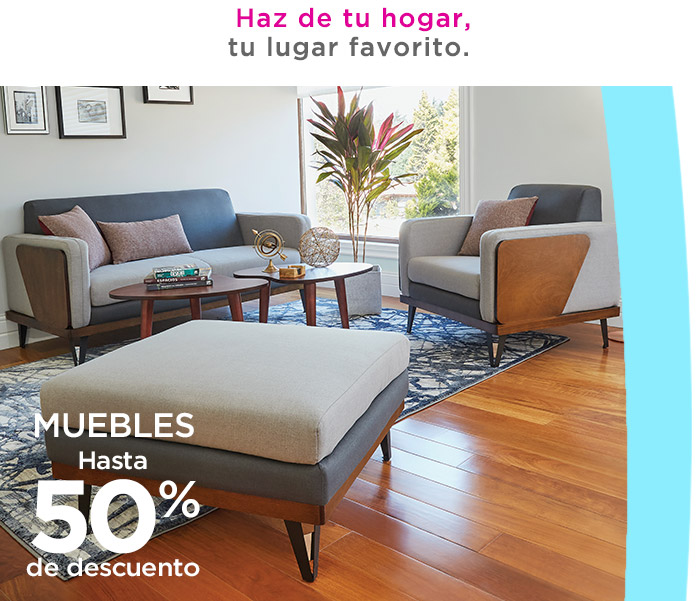 Haz de tu hogar,
tu lugar favorito.
MUEBLES
Hasta
50%
de descuento